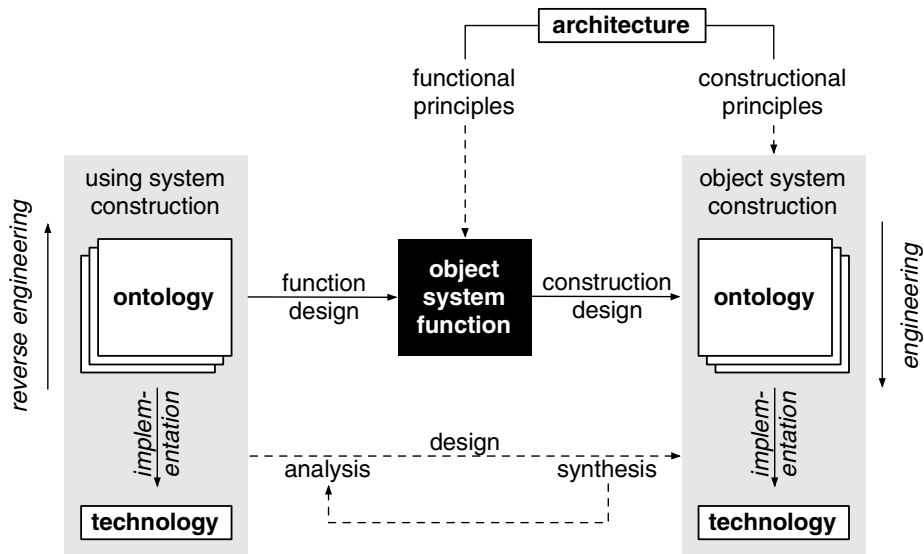 architecture
functional
principles
constructional
principles
using system
construction
object system
construction
reverse engineering
ontology
function
design
object
system
function
construction
design
ontology
engineering
implem-
entation
design
analysis
synthesis
implem-
entation
technology
technology